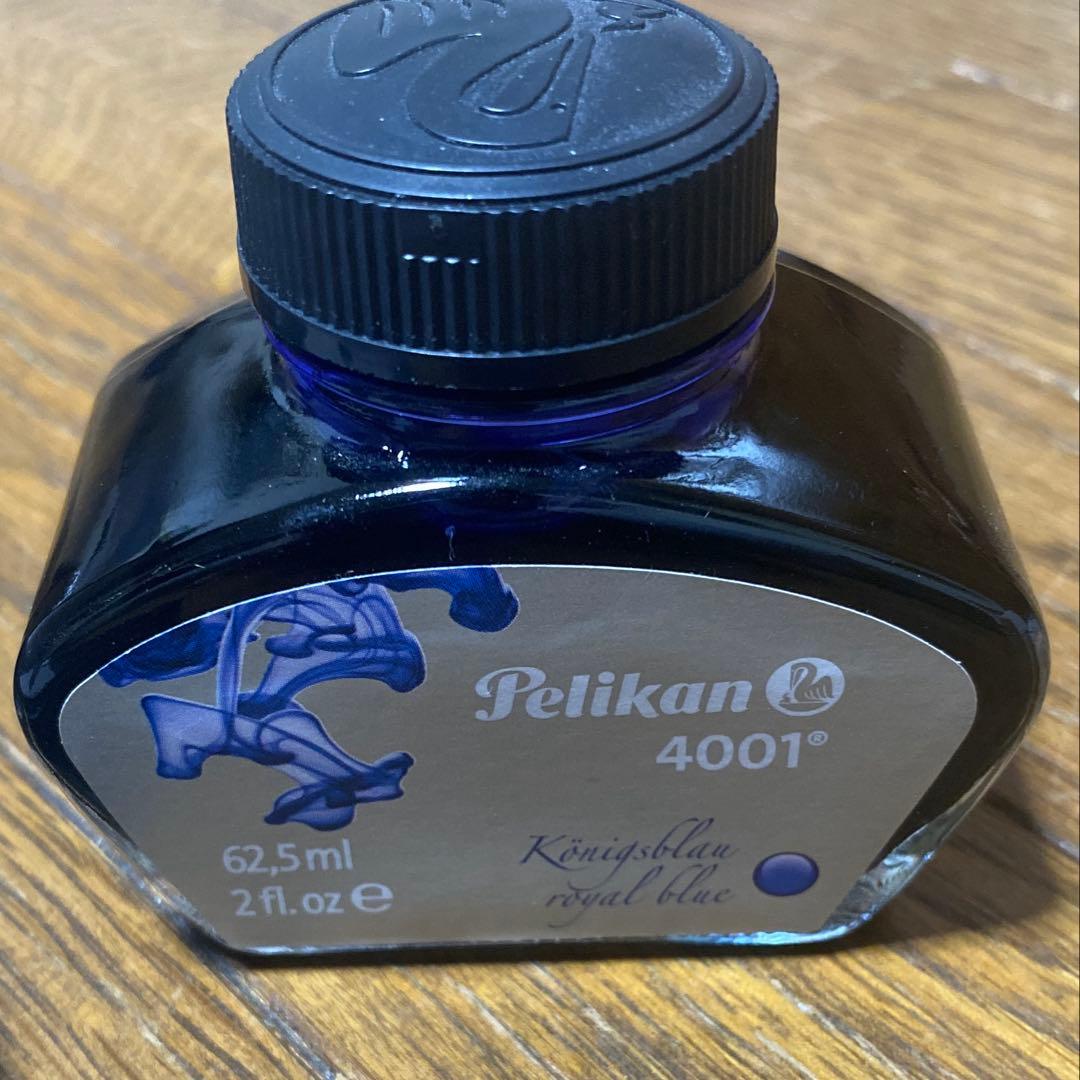 Pelikan
4001®
Königsblau
royal blue
62,5 ml
2 fl. oz ℮